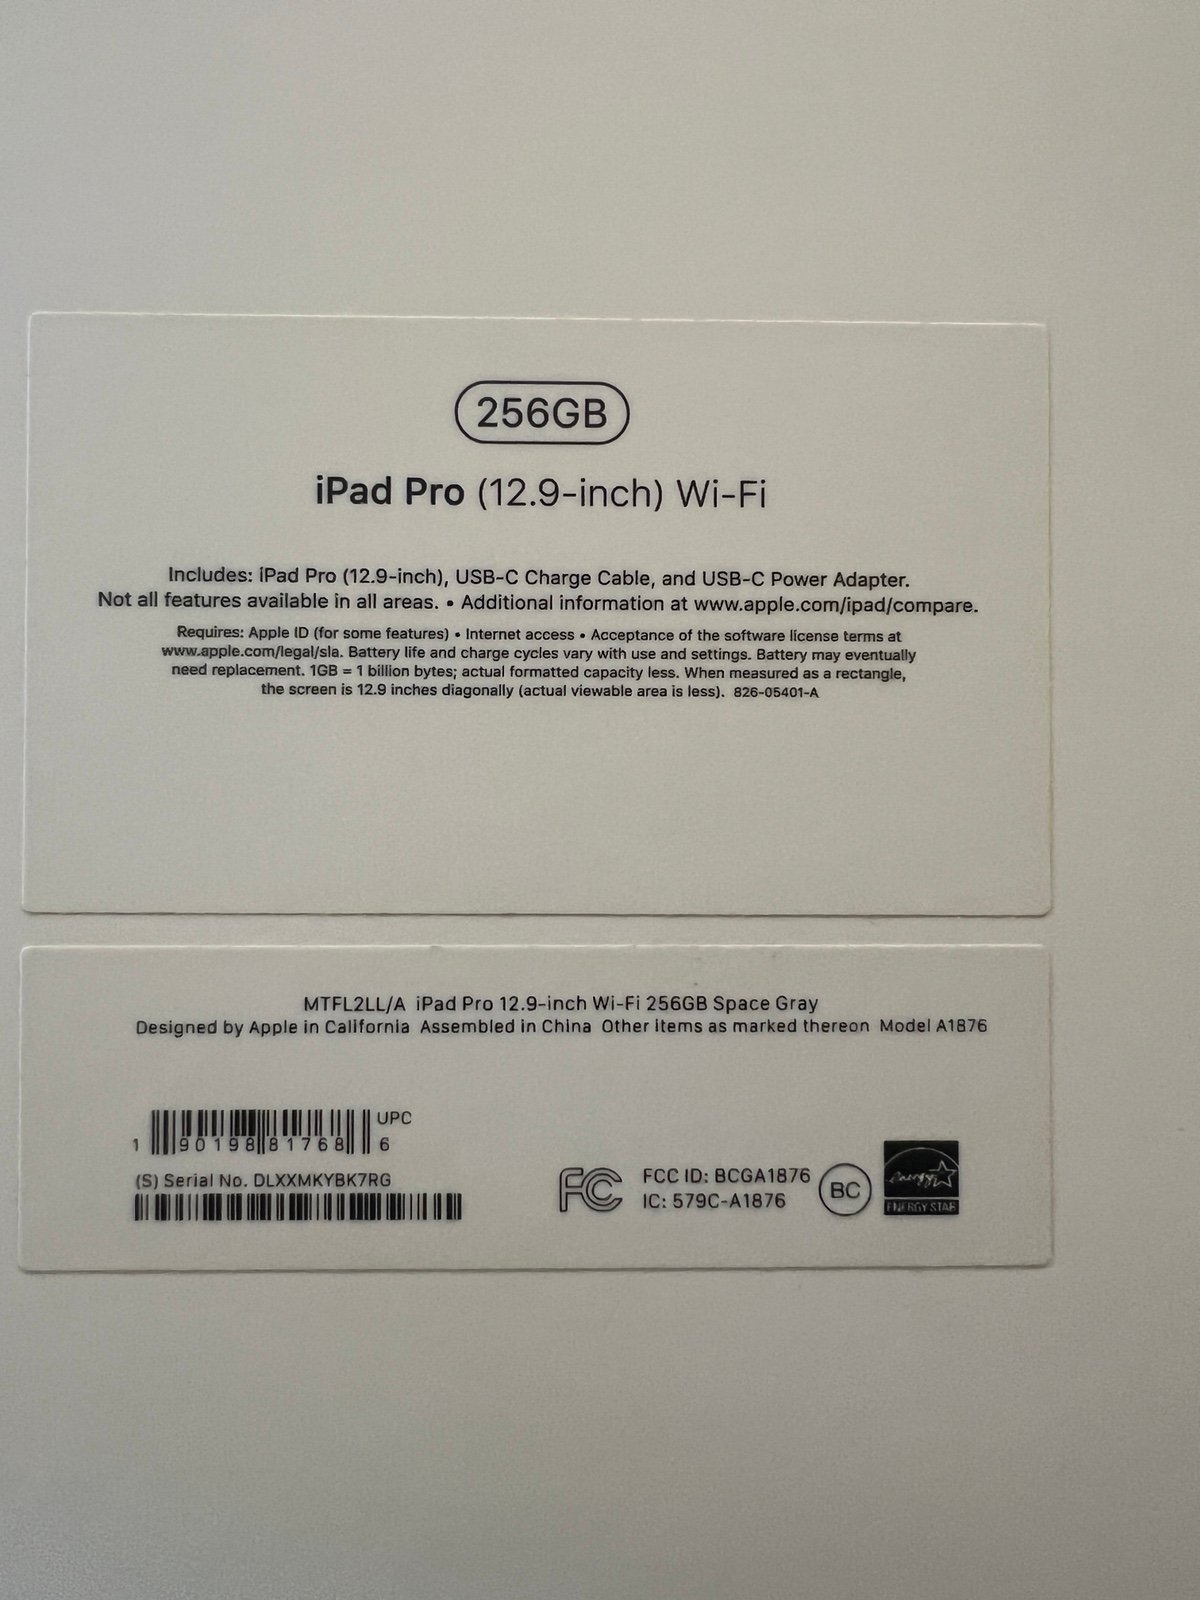 256GB
iPad Pro (12.9-inch) Wi-Fi
Includes: iPad Pro (12.9-inch), USB-C Charge Cable, and USB-C Power Adapter.
Not all features available in all areas. • Additional information at www.apple.com/ipad/compare.
Requires: Apple ID (for some features) • Internet access • Acceptance of the software license terms at
www.apple.com/legal/sla. Battery life and charge cycles vary with use and settings. Battery may eventually
need replacement. 1GB = 1 billion bytes; actual formatted capacity less. When measured as a rectangle,
the screen is 12.9 inches diagonally (actual viewable area is less). 826-05401-A
MTFL2LL/A iPad Pro 12.9-inch Wi-Fi 256GB Space Gray
Designed by Apple in California Assembled in China Other items as marked thereon Model A1876
UPC
1 90198 81768 6
(S) Serial No. DLXXMKYBK7RG
FC
FCC ID: BCGA1876
IC: 579C-A1876
BC
energy
ENERGY STAR